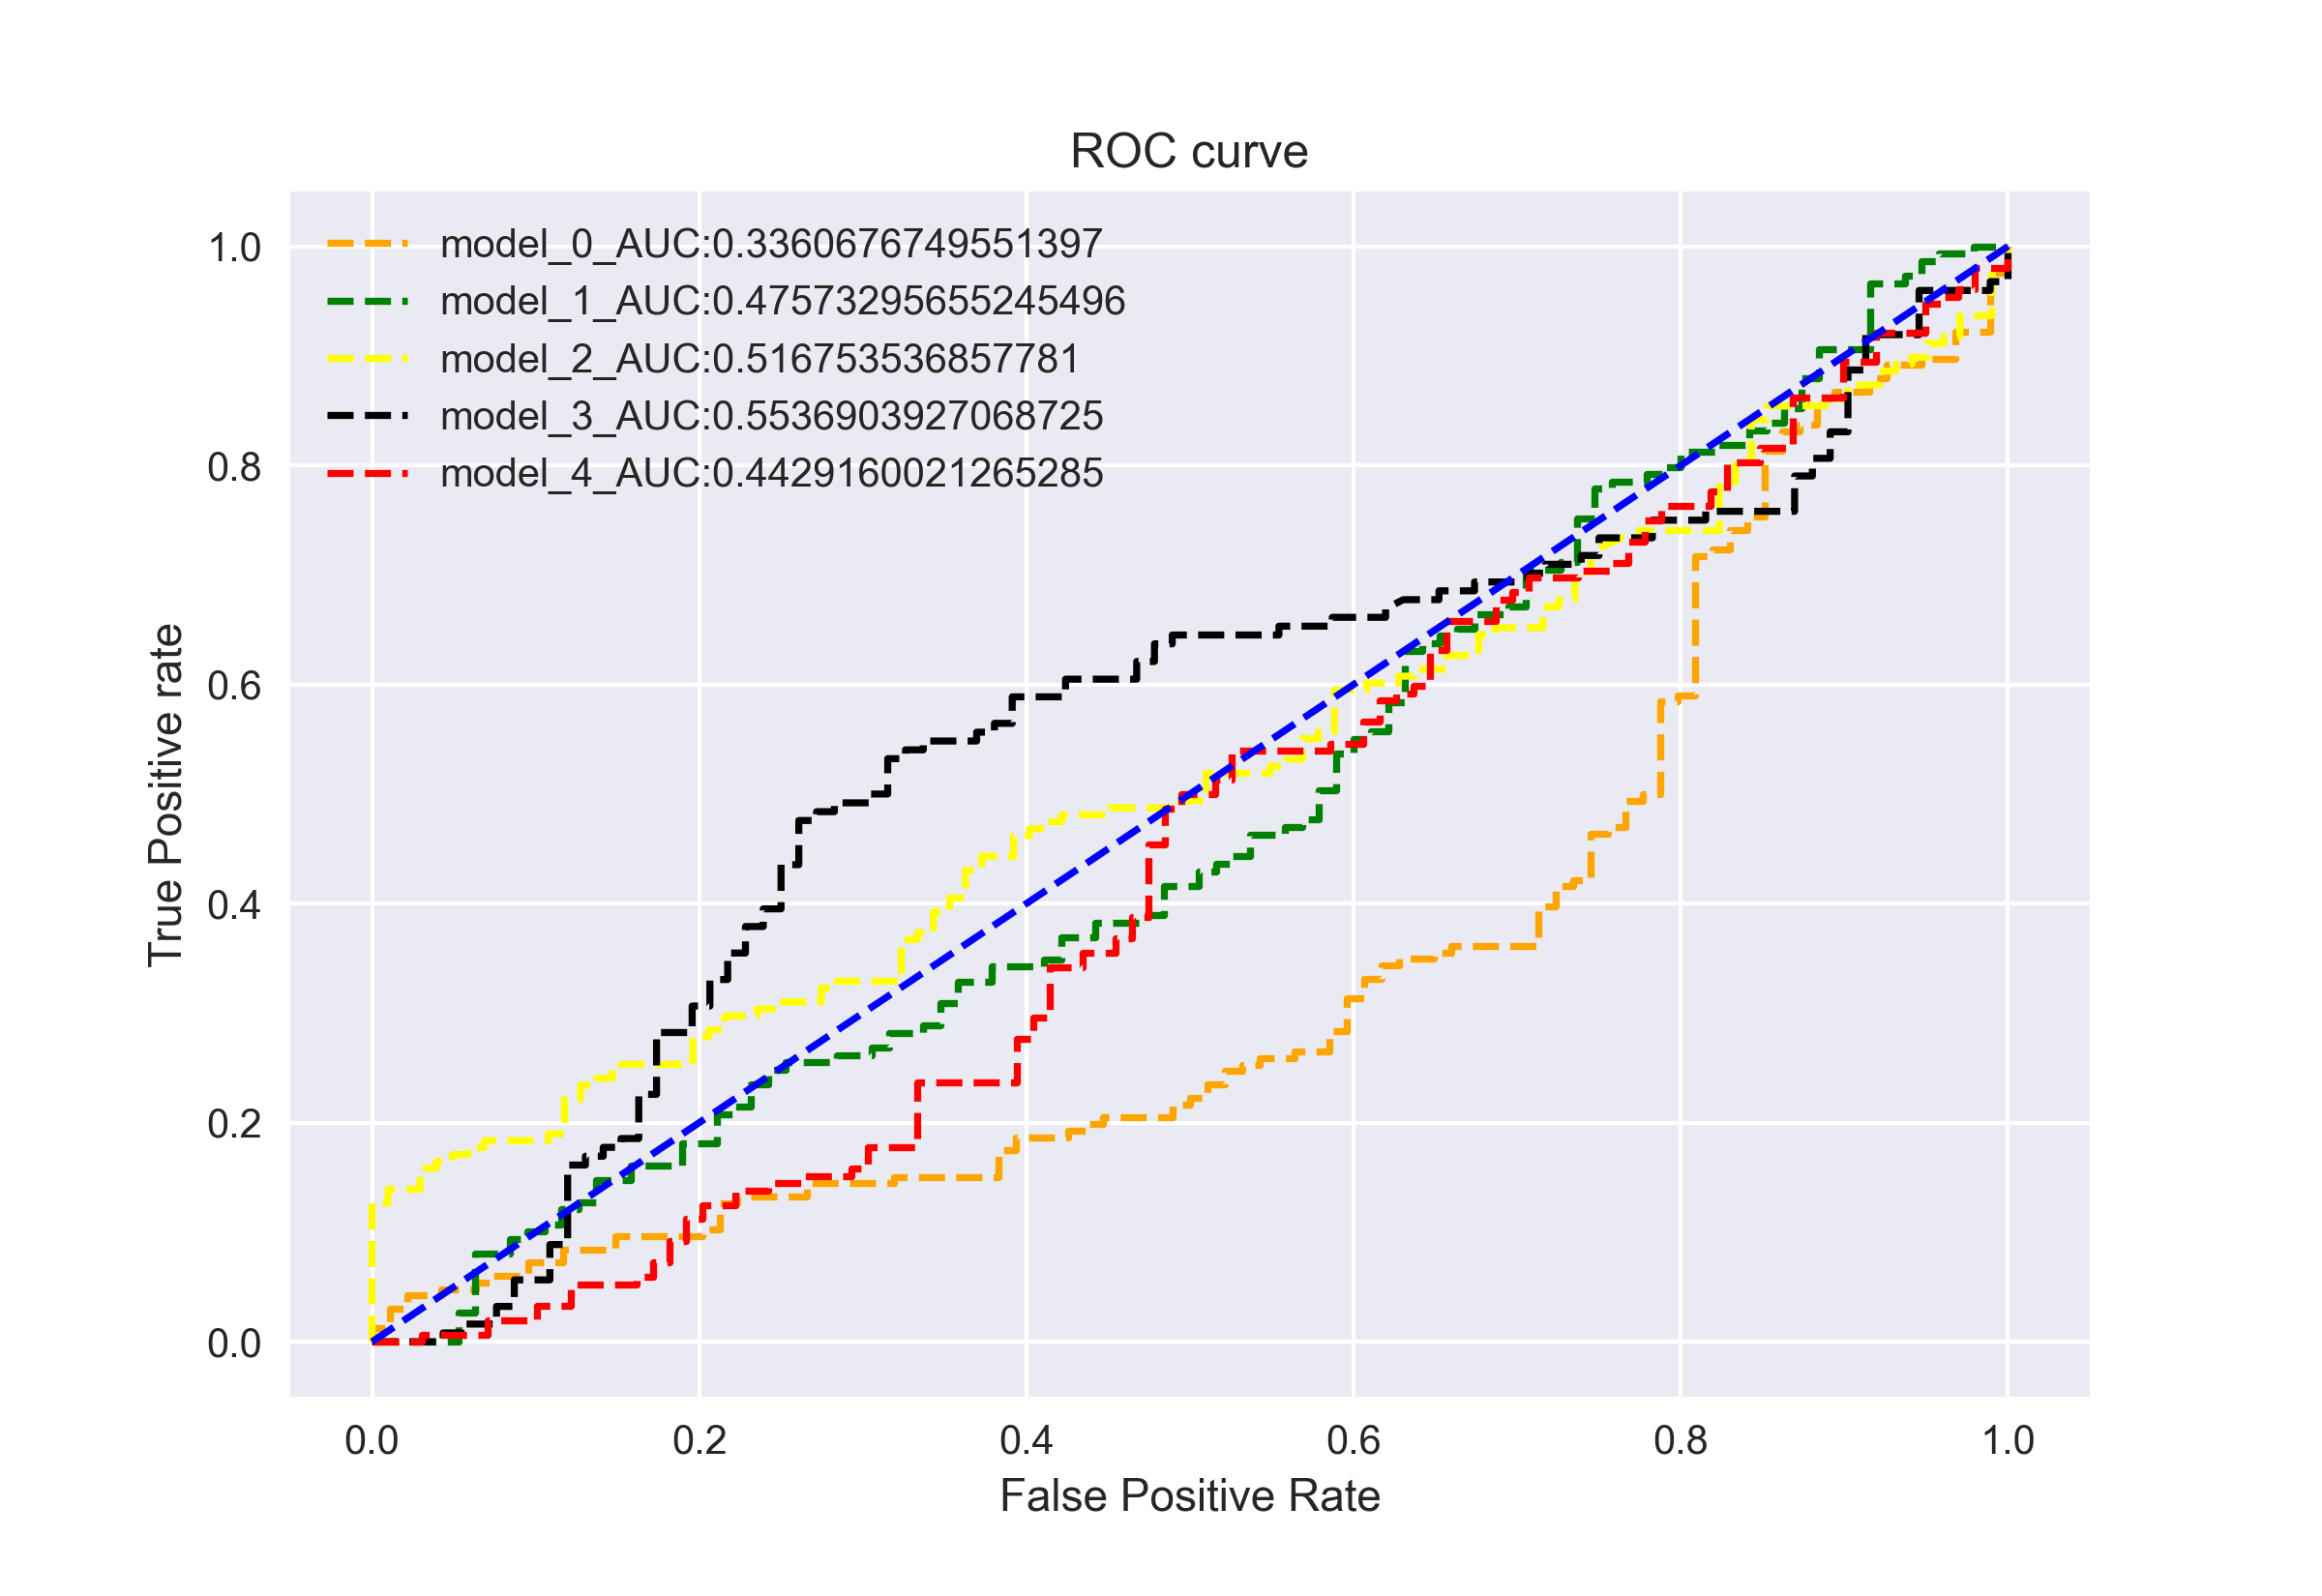 ROC curve
model_0_AUC:0.3360676749551397
model_1_AUC:0.47573295655245496
model_2_AUC:0.516753536857781
model_3_AUC:0.5536903927068725
model_4_AUC:0.4429160021265285
1.0
0.8
0.6
0.4
0.2
0.0
True Positive rate
0.0 0.2 0.4 0.6 0.8 1.0
False Positive Rate